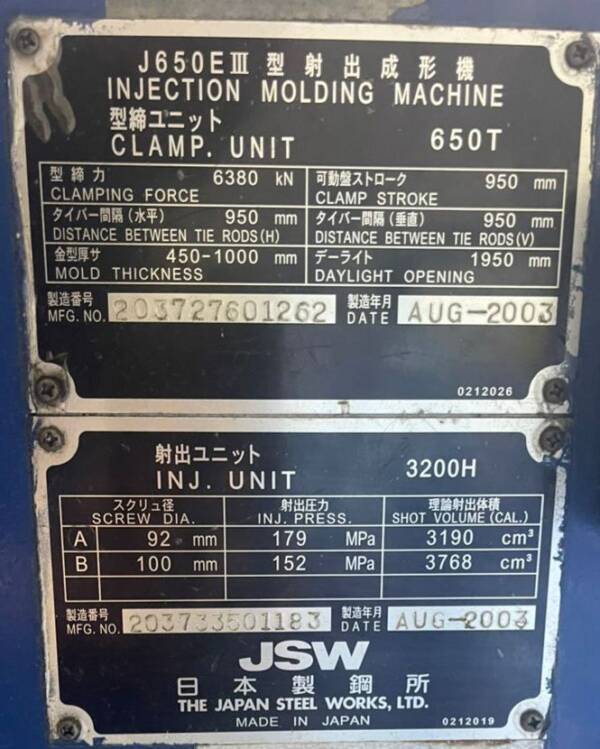 J650EⅢ 型 射 出 成 形 機
INJECTION MOLDING MACHINE
型締ユニット
CLAMP. UNIT 650T
型 締 力 6380 kN 可動盤ストローク 950 mm
CLAMPING FORCE CLAMP STROKE
タイバー間隔(水平) 950 mm タイバー間隔(垂直) 950 mm
DISTANCE BETWEEN TIE RODS(H) DISTANCE BETWEEN TIE RODS(V)
金型厚サ 450-1000 mm デーライト 1950 mm
MOLD THICKNESS DAYLIGHT OPENING
製造番号 製造年月
MFG. NO. 203727601262 DATE AUG-2003
0212026
射出ユニット
INJ. UNIT 3200H
スクリュ径 射出圧力 理論射出体積
SCREW DIA. INJ. PRESS. SHOT VOLUME (CAL.)
A 92 mm 179 MPa 3190 cm³
B 100 mm 152 MPa 3768 cm³
製造番号 製造年月
MFG. NO. 203733501183 DATE AUG-2003
JSW
日 本 製 鋼 所
THE JAPAN STEEL WORKS, LTD.
MADE IN JAPAN 0212019